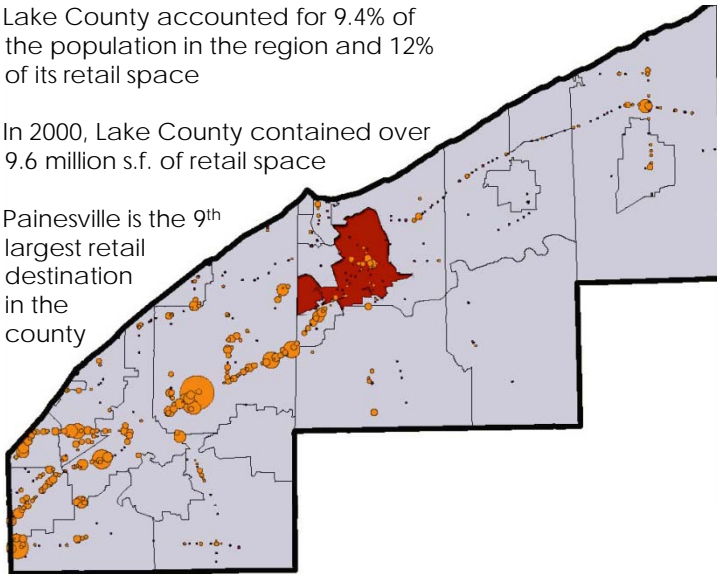 Lake County accounted for 9.4% of
the population in the region and 12%
of its retail space
In 2000, Lake County contained over
9.6 million s.f. of retail space
Painesville is the 9th
largest retail
destination
in the
county